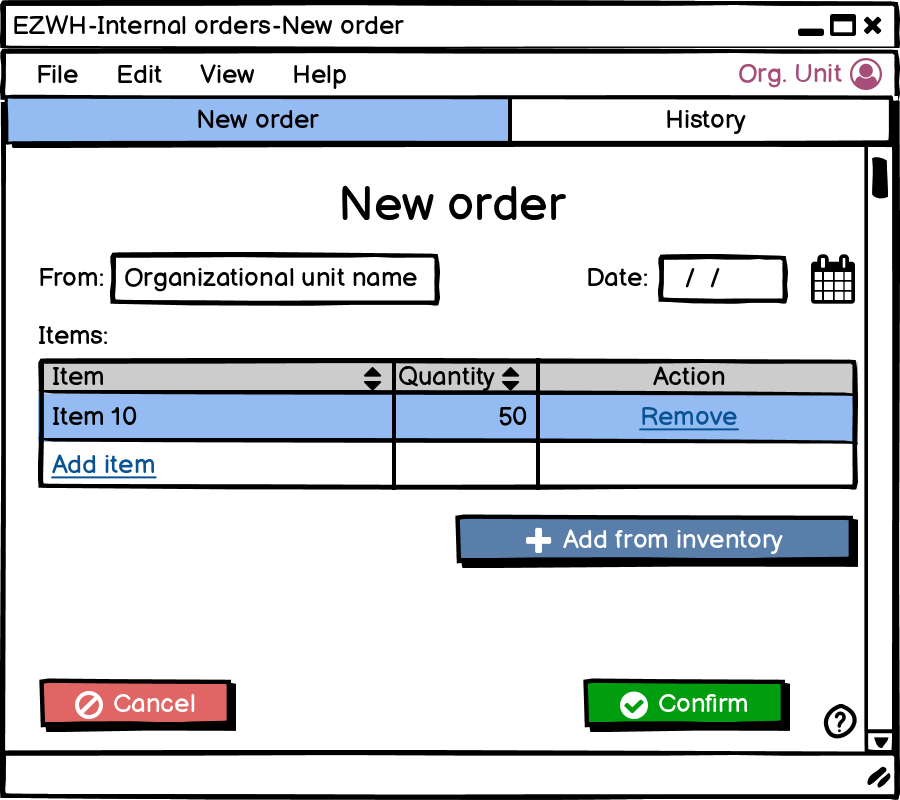 EZWH-Internal orders-New order
File Edit View Help Org. Unit
New order History
New order
From: Organizational unit name Date: / /
Items:
Item Quantity Action
Item 10 50 Remove
Add item
Add from inventory
Cancel Confirm ?